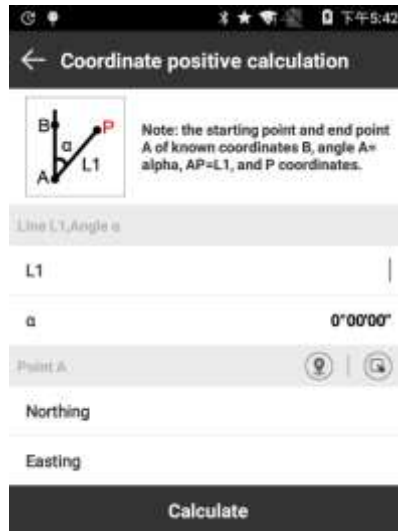 下午5:42
Coordinate positive calculation
B
P
α
L1
A
Note: the starting point and end point
A of known coordinates B, angle A=
alpha, AP=L1, and P coordinates.
Line L1,Angle α
L1
α
0°00'00"
Point A
Northing
Easting
Calculate